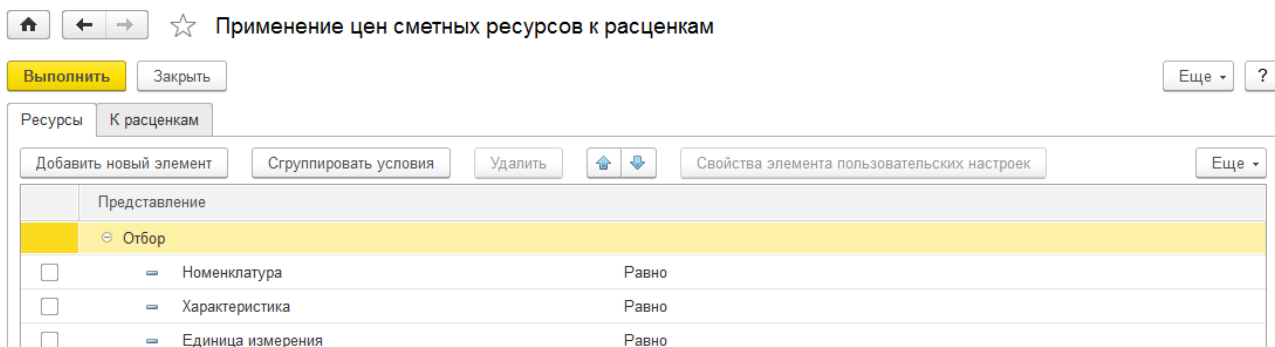 Применение цен сметных ресурсов к расценкам
Выполнить Закрыть Еще ?
Ресурсы К расценкам
Добавить новый элемент Сгруппировать условия Удалить Свойства элемента пользовательских настроек Еще
Представление
Отбор
Номенклатура Равно
Характеристика Равно
Единица измерения Равно